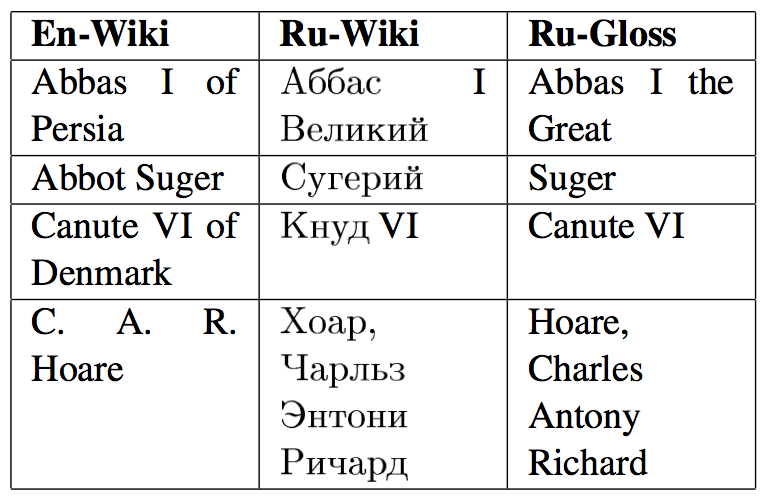 En-Wiki Ru-Wiki Ru-Gloss
Abbas I of Persia Аббас I Великий Abbas I the Great
Abbot Suger Сугерий Suger
Canute VI of Denmark Кнуд VI Canute VI
C. A. R. Hoare Хоар, Чарльз Энтони Ричард Hoare, Charles Antony Richard